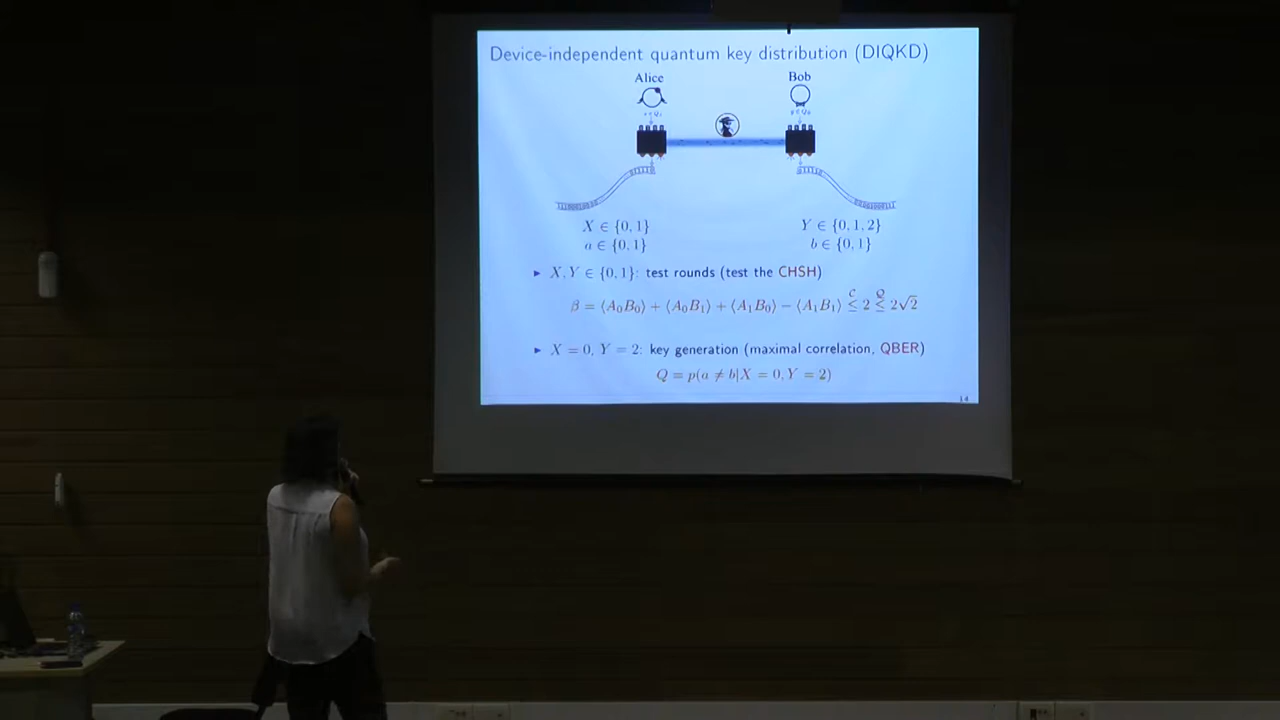 Device-independent quantum key distribution (DIQKD)
Alice
Bob
X ∈ {0, 1}
a ∈ {0, 1}
Y ∈ {0, 1, 2}
b ∈ {0, 1}
▸ X, Y ∈ {0, 1}: test rounds (test the CHSH)
β = ⟨A₀B₀⟩ + ⟨A₀B₁⟩ + ⟨A₁B₀⟩ − ⟨A₁B₁⟩ ≤^C 2 ≤^Q 2√2
▸ X = 0, Y = 2: key generation (maximal correlation, QBER)
Q = p(a ≠ b|X = 0, Y = 2)
14